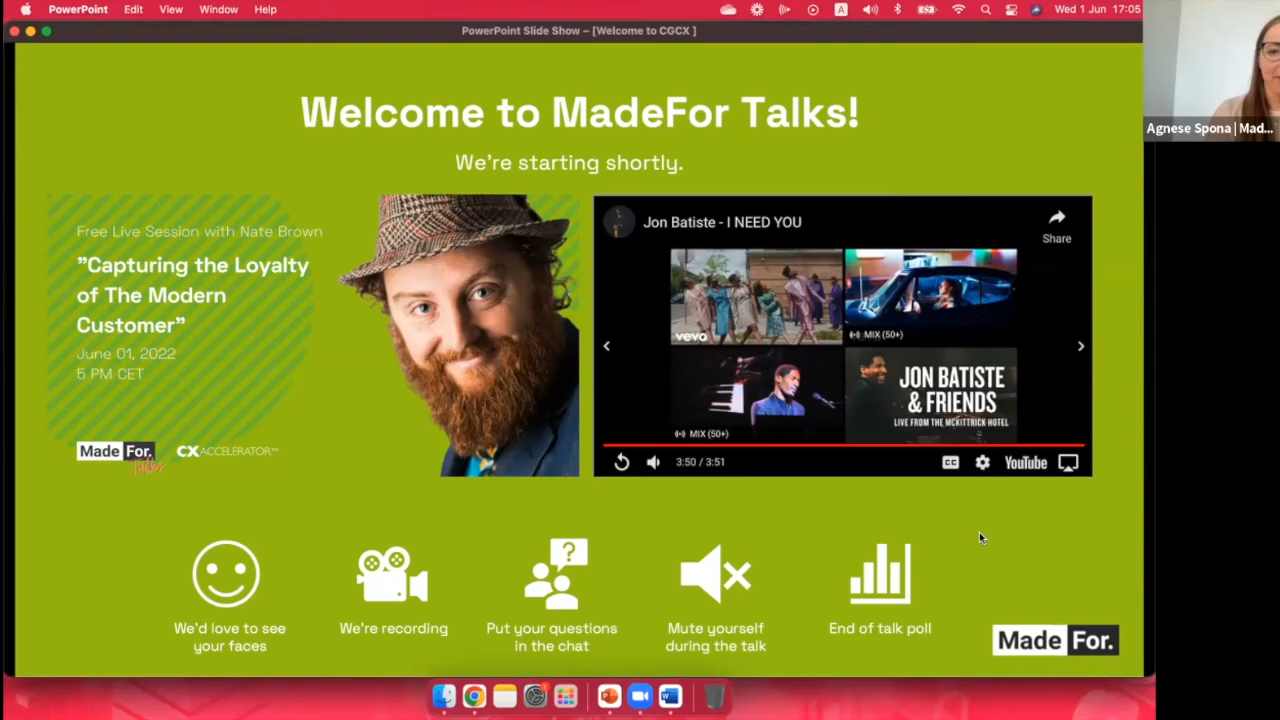 PowerPoint Edit View Window Help
A
Wed 1 Jun 17:05
PowerPoint Slide Show – [Welcome to CGCX ]
Agnese Spona | Mad...
Welcome to MadeFor Talks!
We're starting shortly.
Free Live Session with Nate Brown
"Capturing the Loyalty
of The Modern
Customer"
June 01, 2022
5 PM CET
Made For.
Talks
CXACCELERATOR™
Jon Batiste - I NEED YOU
Share
vevo
MIX (50+)
MIX (50+)
JON BATISTE
& FRIENDS
LIVE FROM THE MCKITTRICK HOTEL
3:50 / 3:51
CC
YouTube
?
We'd love to see
your faces
We're recording
Put your questions
in the chat
Mute yourself
during the talk
End of talk poll
Made For.
P
W